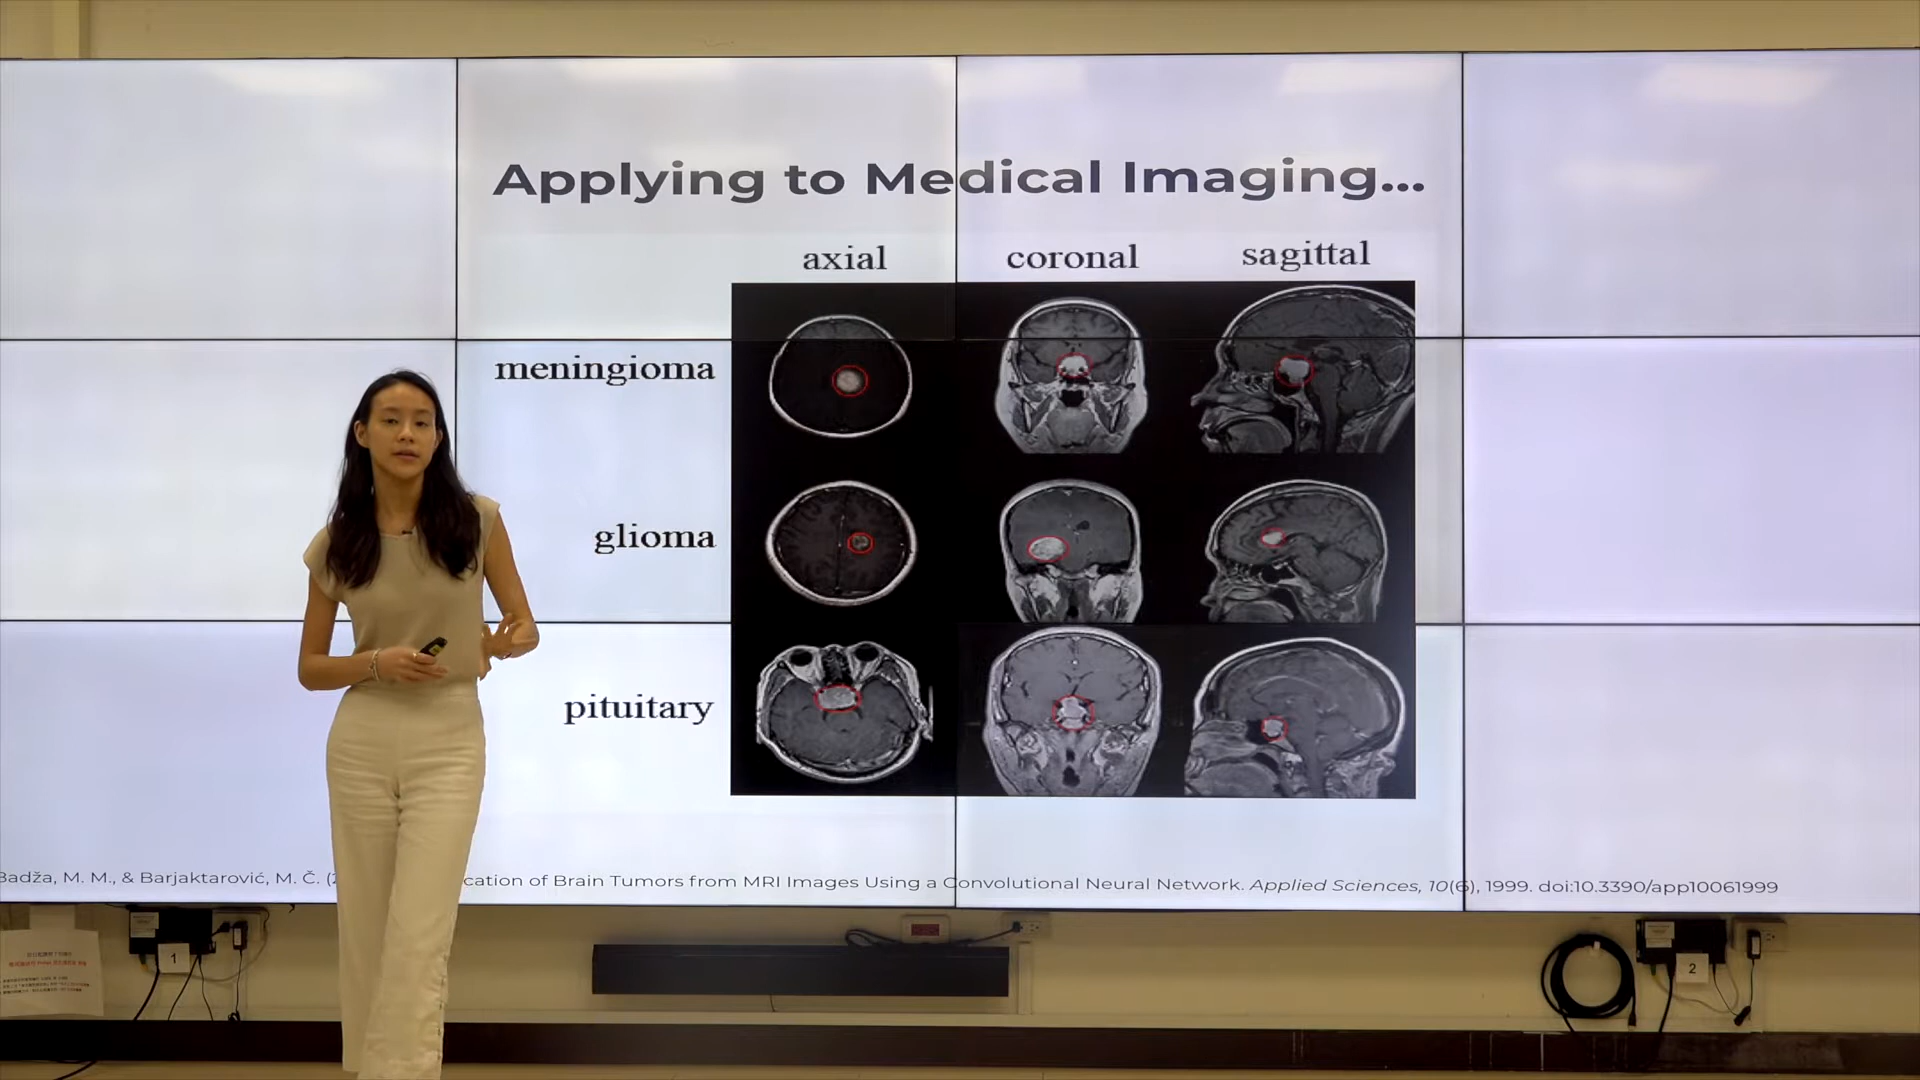 Applying to Medical Imaging...
axial coronal sagittal
meningioma
glioma
pituitary
Badža, M. M., & Barjaktarović, M. Č. cation of Brain Tumors from MRI Images Using a Convolutional Neural Network. Applied Sciences, 10(6), 1999. doi:10.3390/app10061999
1
2